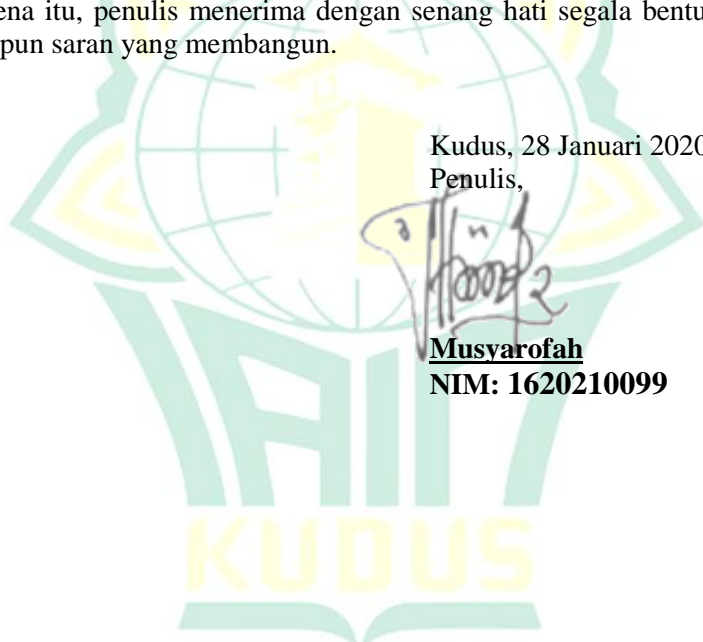 ena itu, penulis menerima dengan senang hati segala bentu
pun saran yang membangun.
Kudus, 28 Januari 2020
Penulis,
Musyarofah
NIM: 1620210099
IAIN
KUDUS